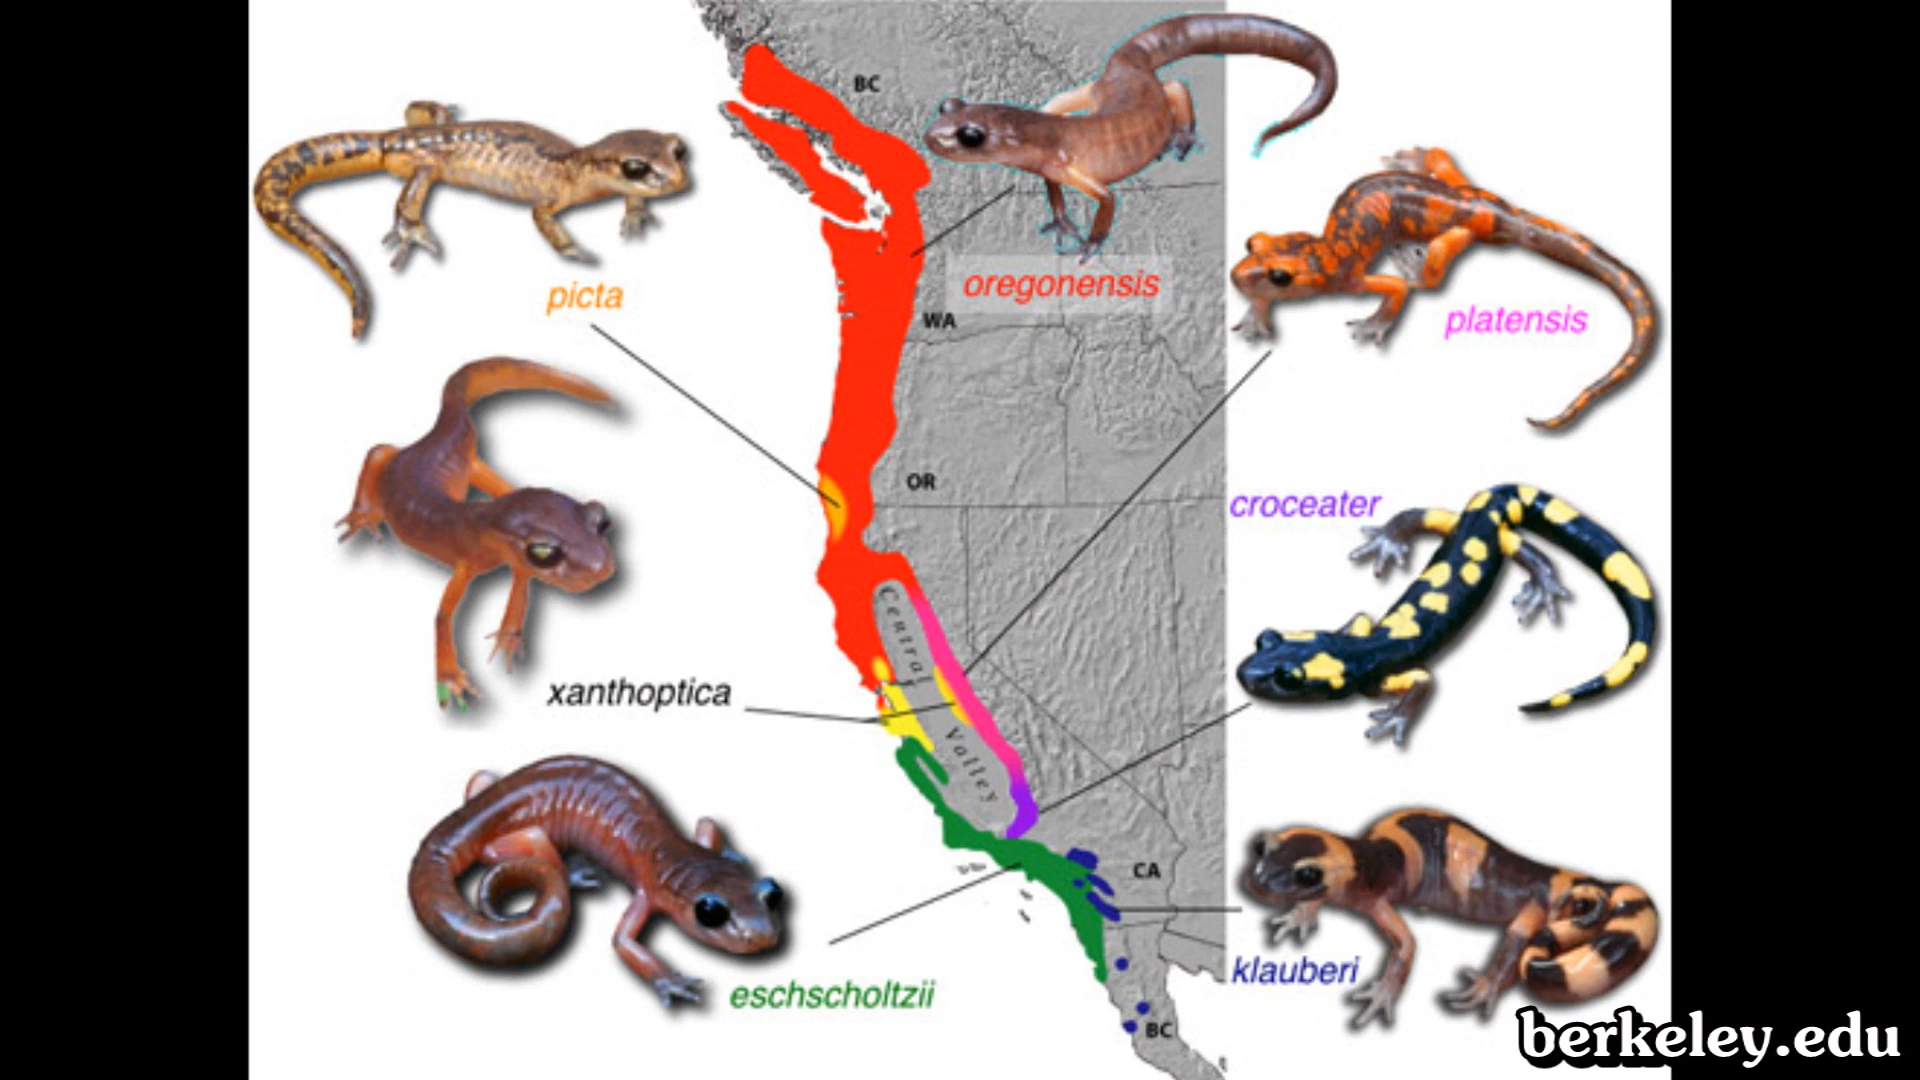 BC
picta
oregonensis
platensis
WA
OR
croceater
Central
Valley
xanthoptica
CA
klauberi
eschscholtzii
BC
berkeley.edu